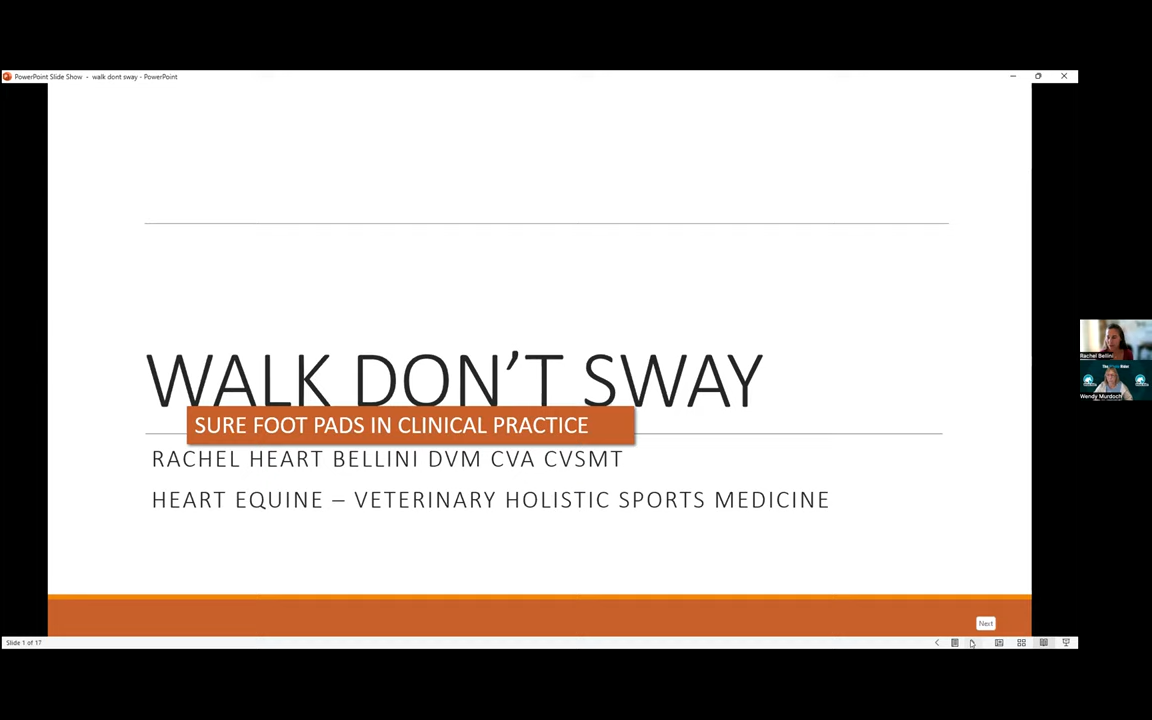 PowerPoint Slide Show - walk dont sway - PowerPoint
WALK DON’T SWAY
SURE FOOT PADS IN CLINICAL PRACTICE
RACHEL HEART BELLINI DVM CVA CVSMT
HEART EQUINE – VETERINARY HOLISTIC SPORTS MEDICINE
Rachel Bellini
Wendy Murdoch
Next
Slide 1 of 17